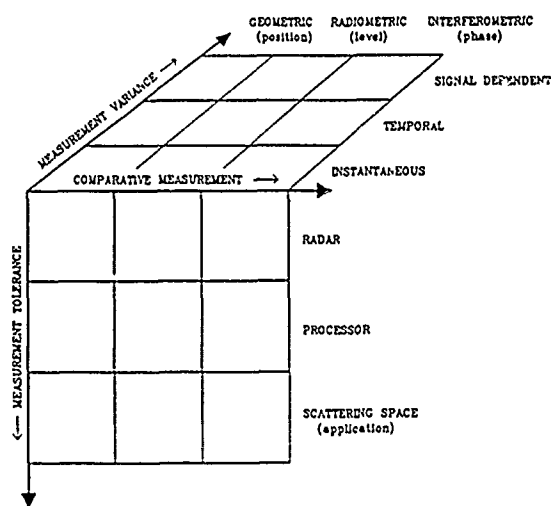 GEOMETRIC RADIOMETRIC INTERFEROMETRIC
(position) (level) (phase)
SIGNAL DEPENDENT
MEASUREMENT VARIANCE →
TEMPORAL
COMPARATIVE MEASUREMENT →
INSTANTANEOUS
RADAR
<— MEASUREMENT TOLERANCE
PROCESSOR
SCATTERING SPACE
(application)